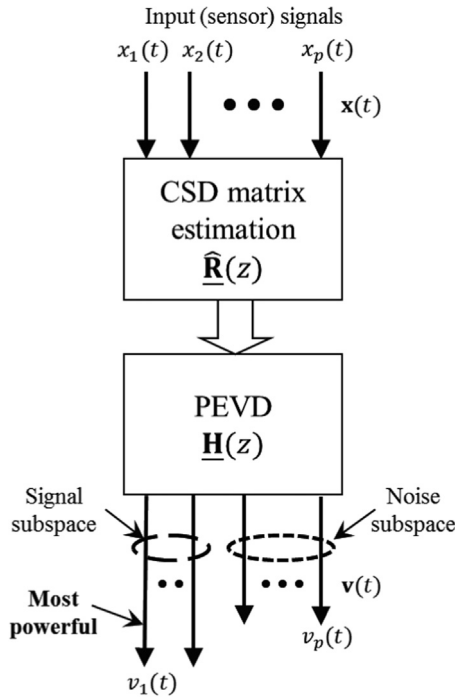 Input (sensor) signals
x₁(t) x₂(t) xₚ(t)
● ● ● 𝐱(t)
CSD matrix
estimation
𝐑̲̂(z)
PEVD
𝐇̲(z)
Signal
subspace
Noise
subspace
Most
powerful
𝐯(t)
v₁(t)
vₚ(t)